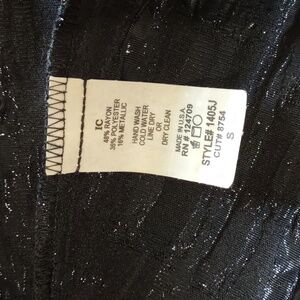 IC
48% RAYON
36% POLYESTER
16% METALLIC
HAND WASH
COLD WATER
LINE DRY
OR
DRY CLEAN
MADE IN U.S.A.
RN # 124709
STYLE# 1405J
CUT# 8754
S